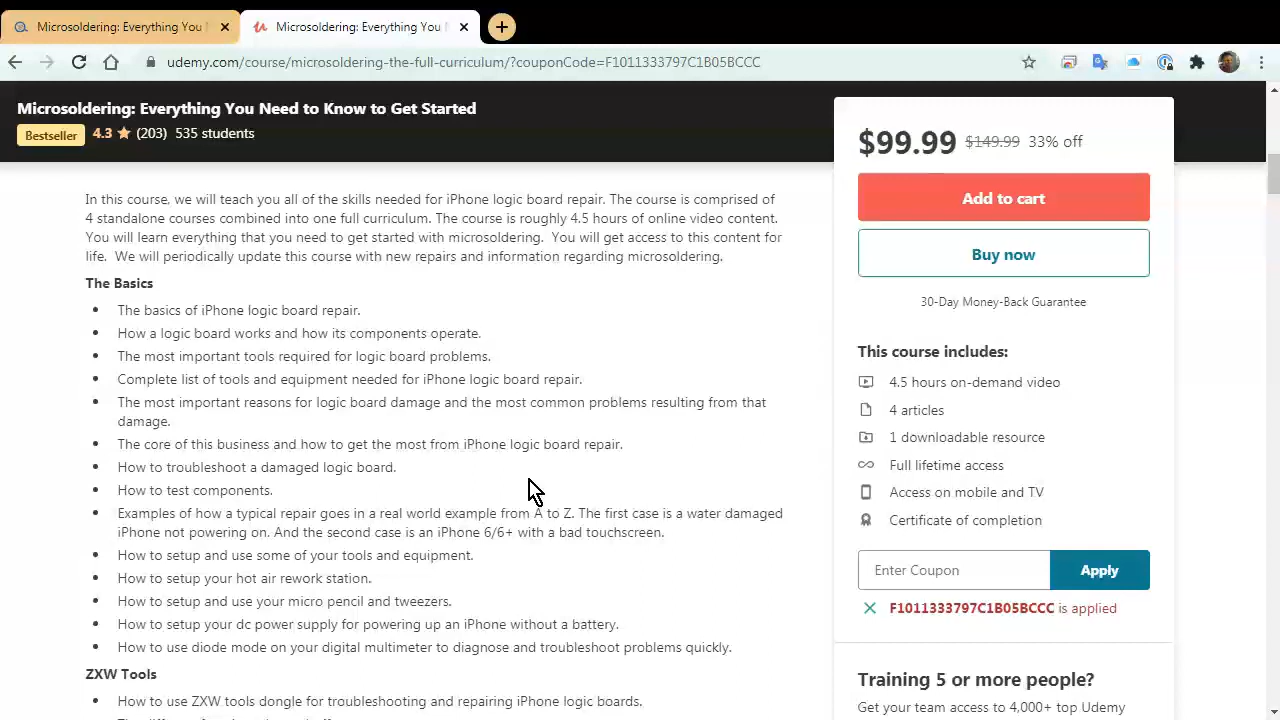 Microsoldering: Everything You
Microsoldering: Everything You
udemy.com/course/microsoldering-the-full-curriculum/?couponCode=F1011333797C1B05BCCC
Microsoldering: Everything You Need to Know to Get Started
Bestseller 4.3 (203) 535 students
In this course, we will teach you all of the skills needed for iPhone logic board repair. The course is comprised of
4 standalone courses combined into one full curriculum. The course is roughly 4.5 hours of online video content.
You will learn everything that you need to get started with microsoldering. You will get access to this content for
life. We will periodically update this course with new repairs and information regarding microsoldering.
The Basics
• The basics of iPhone logic board repair.
• How a logic board works and how its components operate.
• The most important tools required for logic board problems.
• Complete list of tools and equipment needed for iPhone logic board repair.
• The most important reasons for logic board damage and the most common problems resulting from that
damage.
• The core of this business and how to get the most from iPhone logic board repair.
• How to troubleshoot a damaged logic board.
• How to test components.
• Examples of how a typical repair goes in a real world example from A to Z. The first case is a water damaged
iPhone not powering on. And the second case is an iPhone 6/6+ with a bad touchscreen.
• How to setup and use some of your tools and equipment.
• How to setup your hot air rework station.
• How to setup and use your micro pencil and tweezers.
• How to setup your dc power supply for powering up an iPhone without a battery.
• How to use diode mode on your digital multimeter to diagnose and troubleshoot problems quickly.
ZXW Tools
• How to use ZXW tools dongle for troubleshooting and repairing iPhone logic boards.
$99.99 $149.99 33% off
Add to cart
Buy now
30-Day Money-Back Guarantee
This course includes:
4.5 hours on-demand video
4 articles
1 downloadable resource
Full lifetime access
Access on mobile and TV
Certificate of completion
Enter Coupon Apply
F1011333797C1B05BCCC is applied
Training 5 or more people?
Get your team access to 4,000+ top Udemy